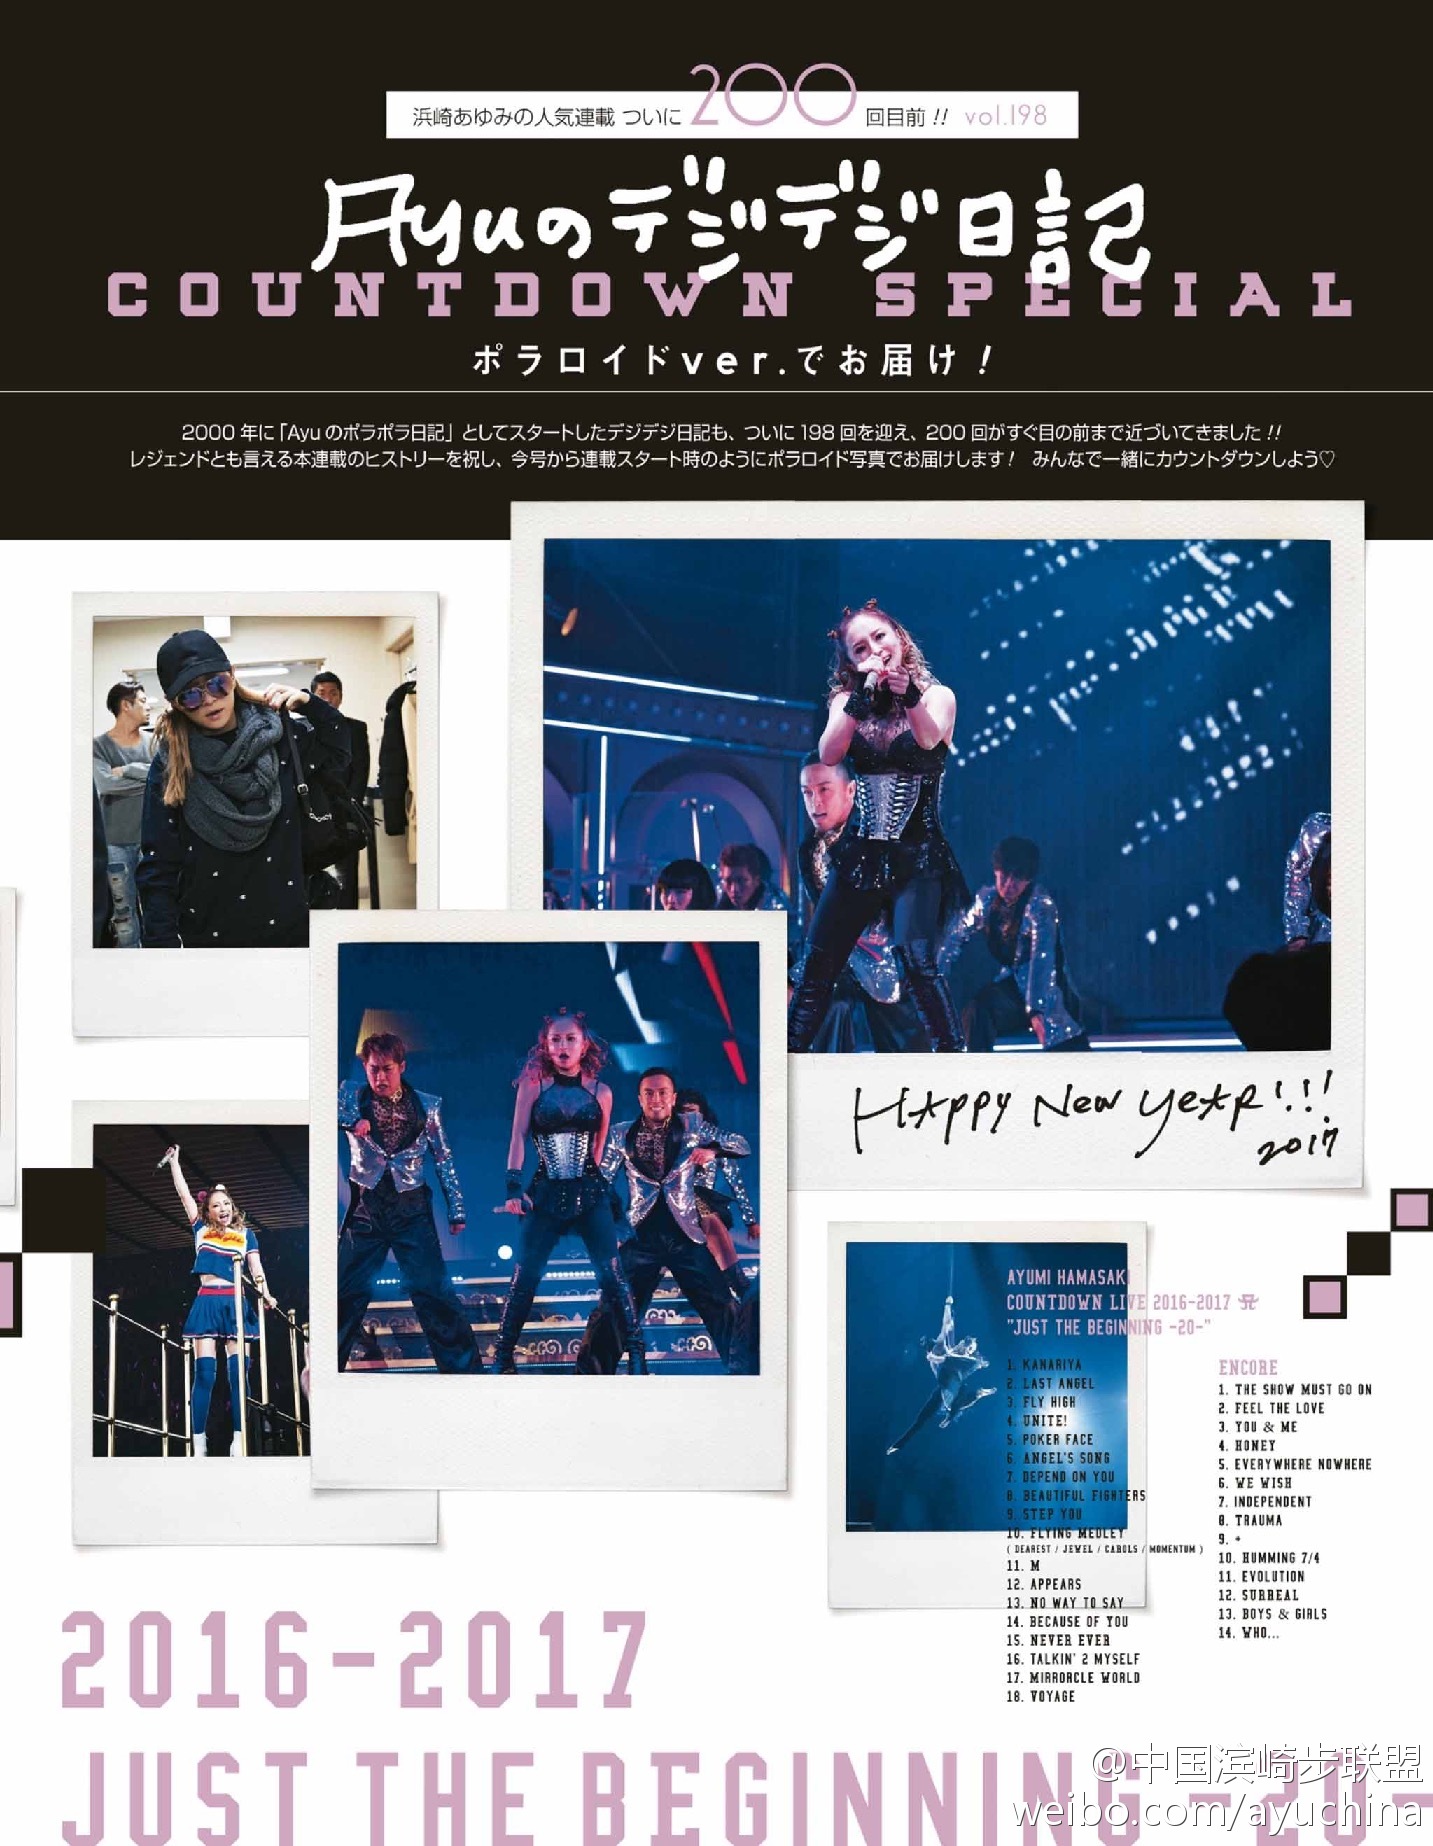 浜崎あゆみの人気連載 ついに 200 回目前!! vol.198
Ayuのデジデジ日記
COUNTDOWN SPECIAL
ポラロイドver.でお届け!
2000年に「Ayuのポラポラ日記」としてスタートしたデジデジ日記も、ついに198回を迎え、200回がすぐ目の前まで近づいてきました!!
レジェンドとも言える本連載のヒストリーを祝し、今号から連載スタート時のようにポラロイド写真でお届けします! みんなで一緒にカウントダウンしよう♡
HAppy New yeAR!!!
2017
AYUMI HAMASAKI
COUNTDOWN LIVE 2016-2017 A
"JUST THE BEGINNING -20-"
1. KANARIYA
2. LAST ANGEL
3. FLY HIGH
4. UNITE!
5. POKER FACE
6. ANGEL'S SONG
7. DEPEND ON YOU
8. BEAUTIFUL FIGHTERS
9. STEP YOU
10. FLYING MEDLEY
( DEAREST / JEWEL / CAROLS / MOMENTUM )
11. M
12. APPEARS
13. NO WAY TO SAY
14. BECAUSE OF YOU
15. NEVER EVER
16. TALKIN' 2 MYSELF
17. MIRRORCLE WORLD
18. VOYAGE
ENCORE
1. THE SHOW MUST GO ON
2. FEEL THE LOVE
3. YOU & ME
4. HONEY
5. EVERYWHERE NOWHERE
6. WE WISH
7. INDEPENDENT
8. TRAUMA
9. +
10. HUMMING 7/4
11. EVOLUTION
12. SURREAL
13. BOYS & GIRLS
14. WHO...
2016-2017
JUST THE BEGINNING -20-
@中国滨崎步联盟
weibo.com/ayuchina